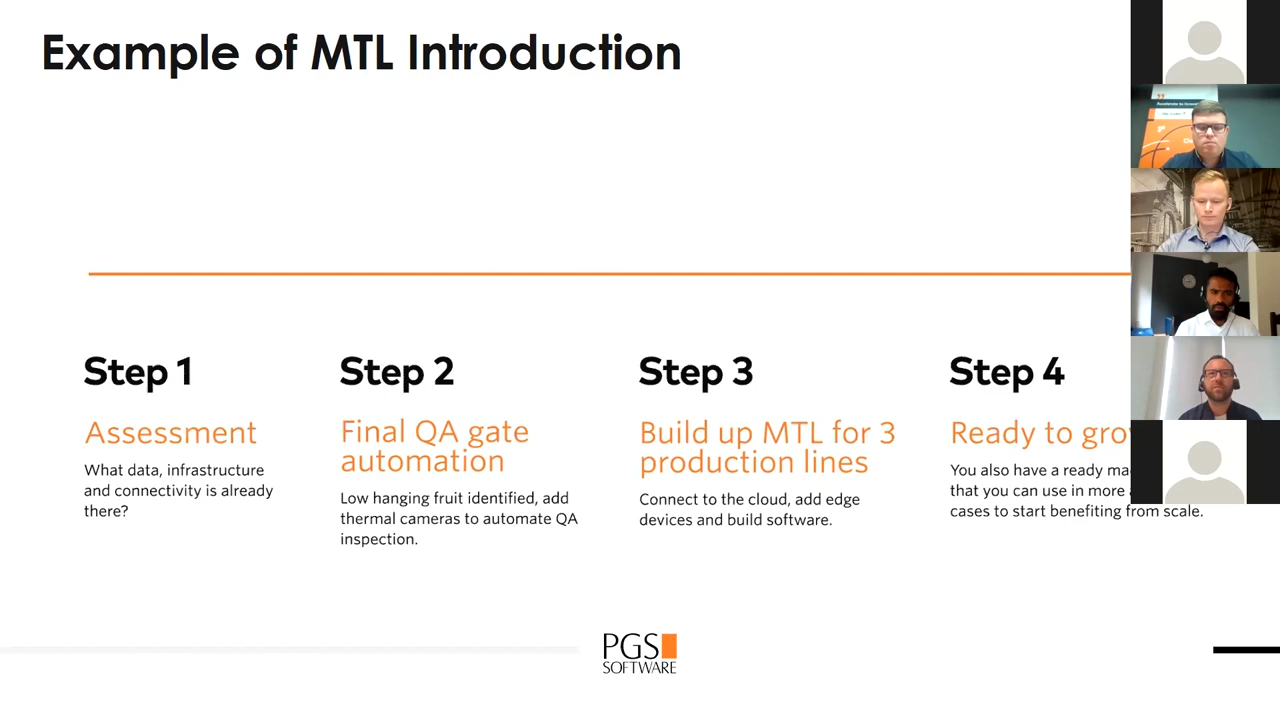 Example of MTL Introduction
Step 1
Assessment
What data, infrastructure
and connectivity is already
there?
Step 2
Final QA gate
automation
Low hanging fruit identified, add
thermal cameras to automate QA
inspection.
Step 3
Build up MTL for 3
production lines
Connect to the cloud, add edge
devices and build software.
Step 4
Ready to gro
You also have a ready ma
that you can use in more
cases to start benefiting from scale.
PGS
SOFTWARE